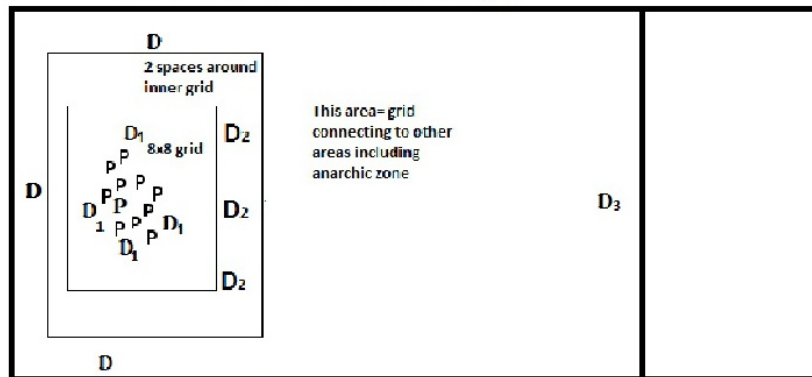 D
2 spaces around
inner grid
This area= grid
connecting to other
areas including
anarchic zone
D1
8x8 grid
D2
P
P
P P
D
P P P
D3
D
1
P
D1
D2
P P
P
D1
D2
D